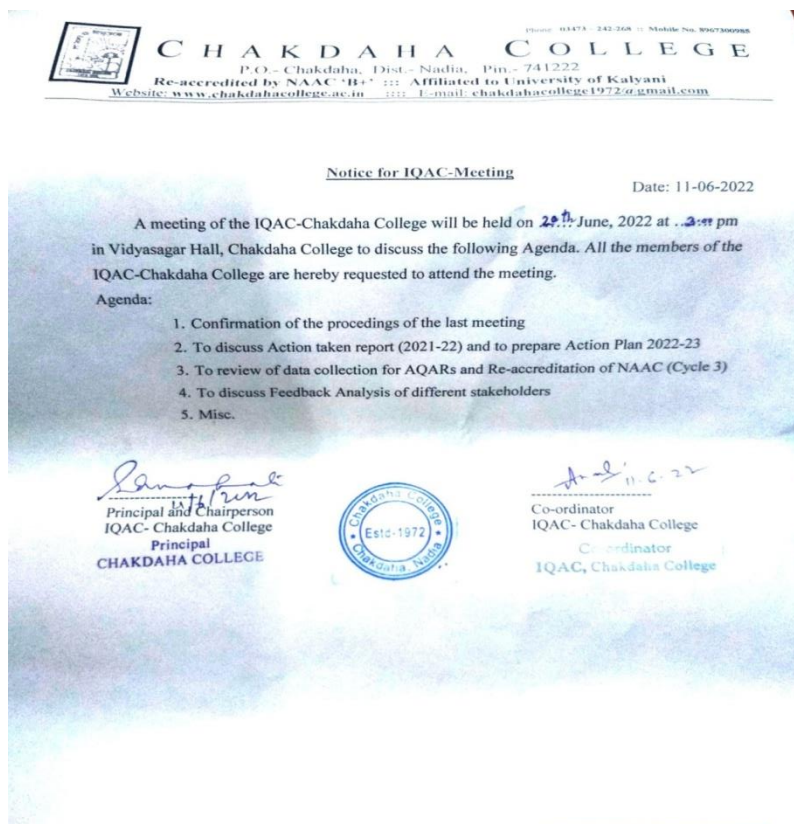 Phone: 03473 - 242-268 :: Mobile No. 8967300985
CHAKDAHA COLLEGE
P.O.- Chakdaha, Dist.- Nadia, Pin.- 741222
Re-accredited by NAAC 'B+' ::: Affiliated to University of Kalyani
Website: www.chakdahacollege.ac.in :::: E-mail: chakdahacollege1972@gmail.com
Notice for IQAC-Meeting
Date: 11-06-2022
A meeting of the IQAC-Chakdaha College will be held on June, 2022 at pm
in Vidyasagar Hall, Chakdaha College to discuss the following Agenda. All the members of the
IQAC-Chakdaha College are hereby requested to attend the meeting.
Agenda:
1. Confirmation of the procedings of the last meeting
2. To discuss Action taken report (2021-22) and to prepare Action Plan 2022-23
3. To review of data collection for AQARs and Re-accreditation of NAAC (Cycle 3)
4. To discuss Feedback Analysis of different stakeholders
5. Misc.
Principal and Chairperson
IQAC- Chakdaha College
Principal
CHAKDAHA COLLEGE
Chakdaha College
Estd-1972
Chakdaha, Nadia
11-6-22
Co-ordinator
IQAC- Chakdaha College
Co-ordinator
IQAC, Chakdaha College